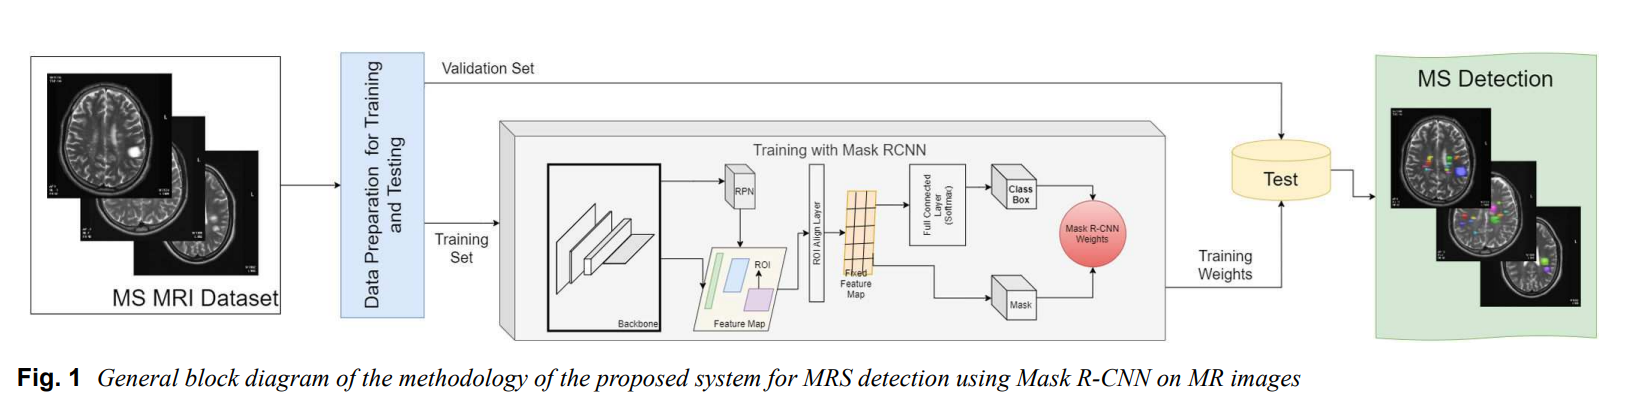 MS MRI Dataset
Data Preparation for Training
and Testing
Validation Set
Training
Set
Training with Mask RCNN
Backbone
RPN
ROI
Feature Map
ROI Align Layer
Fixed
Feature
Map
Full Connected
Layer
(Softmax)
Class
Box
Mask
Mask R-CNN
Weights
Training
Weights
Test
MS Detection
Fig. 1 General block diagram of the methodology of the proposed system for MRS detection using Mask R-CNN on MR images